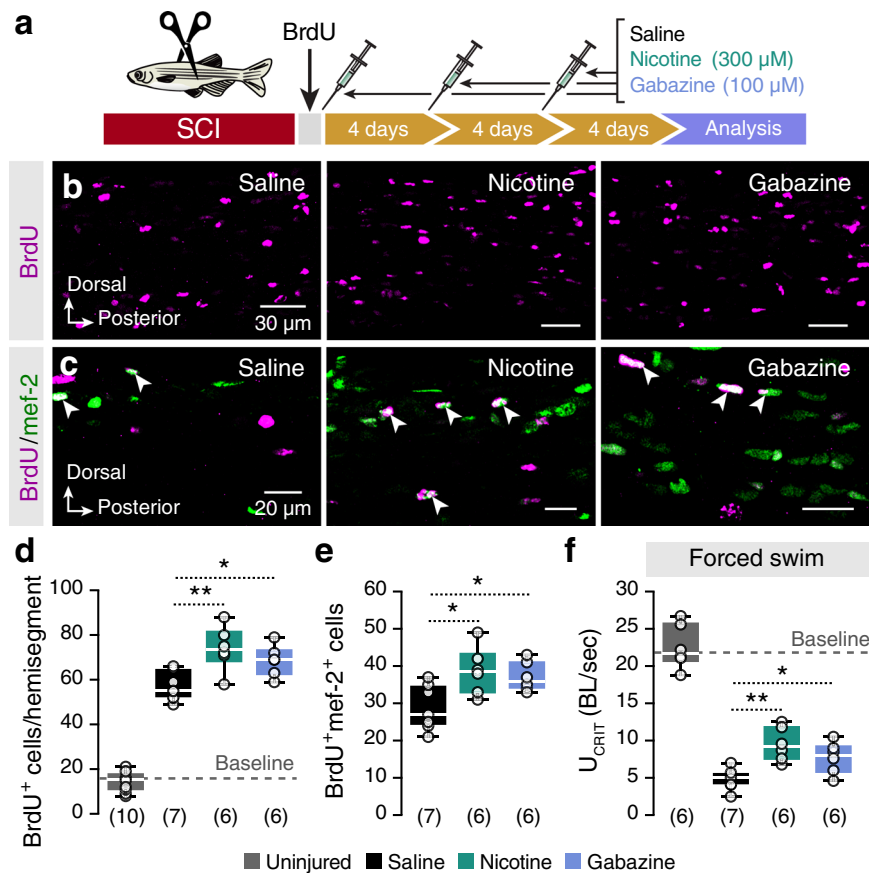 a
BrdU
Saline
Nicotine (300 µM)
Gabazine (100 µM)
SCI
4 days
4 days
4 days
Analysis
BrdU
b
Saline
Dorsal
Posterior
30 µm
Nicotine
Gabazine
BrdU/mef-2
c
Saline
Dorsal
Posterior
20 µm
Nicotine
Gabazine
d
BrdU+ cells/hemisegment
100
80
60
40
20
0
*
**
Baseline
(10)
(7)
(6)
(6)
e
BrdU+mef-2+ cells
60
50
40
30
20
10
0
*
*
(7)
(6)
(6)
f
Forced swim
UCRIT (BL/sec)
30
25
20
15
10
5
0
Baseline
*
**
(6)
(7)
(6)
(6)
Uninjured
Saline
Nicotine
Gabazine